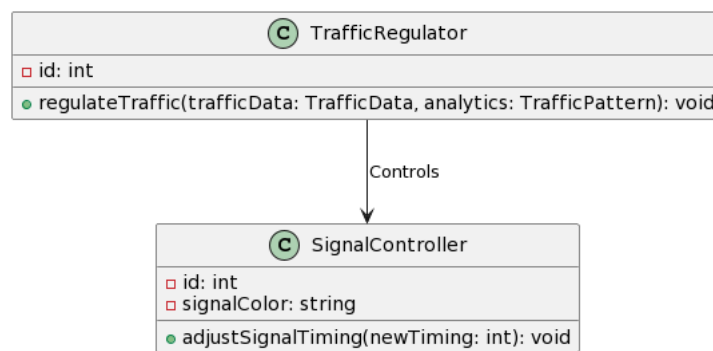 C TrafficRegulator
id: int
regulateTraffic(trafficData: TrafficData, analytics: TrafficPattern): void
Controls
C SignalController
id: int
signalColor: string
adjustSignalTiming(newTiming: int): void